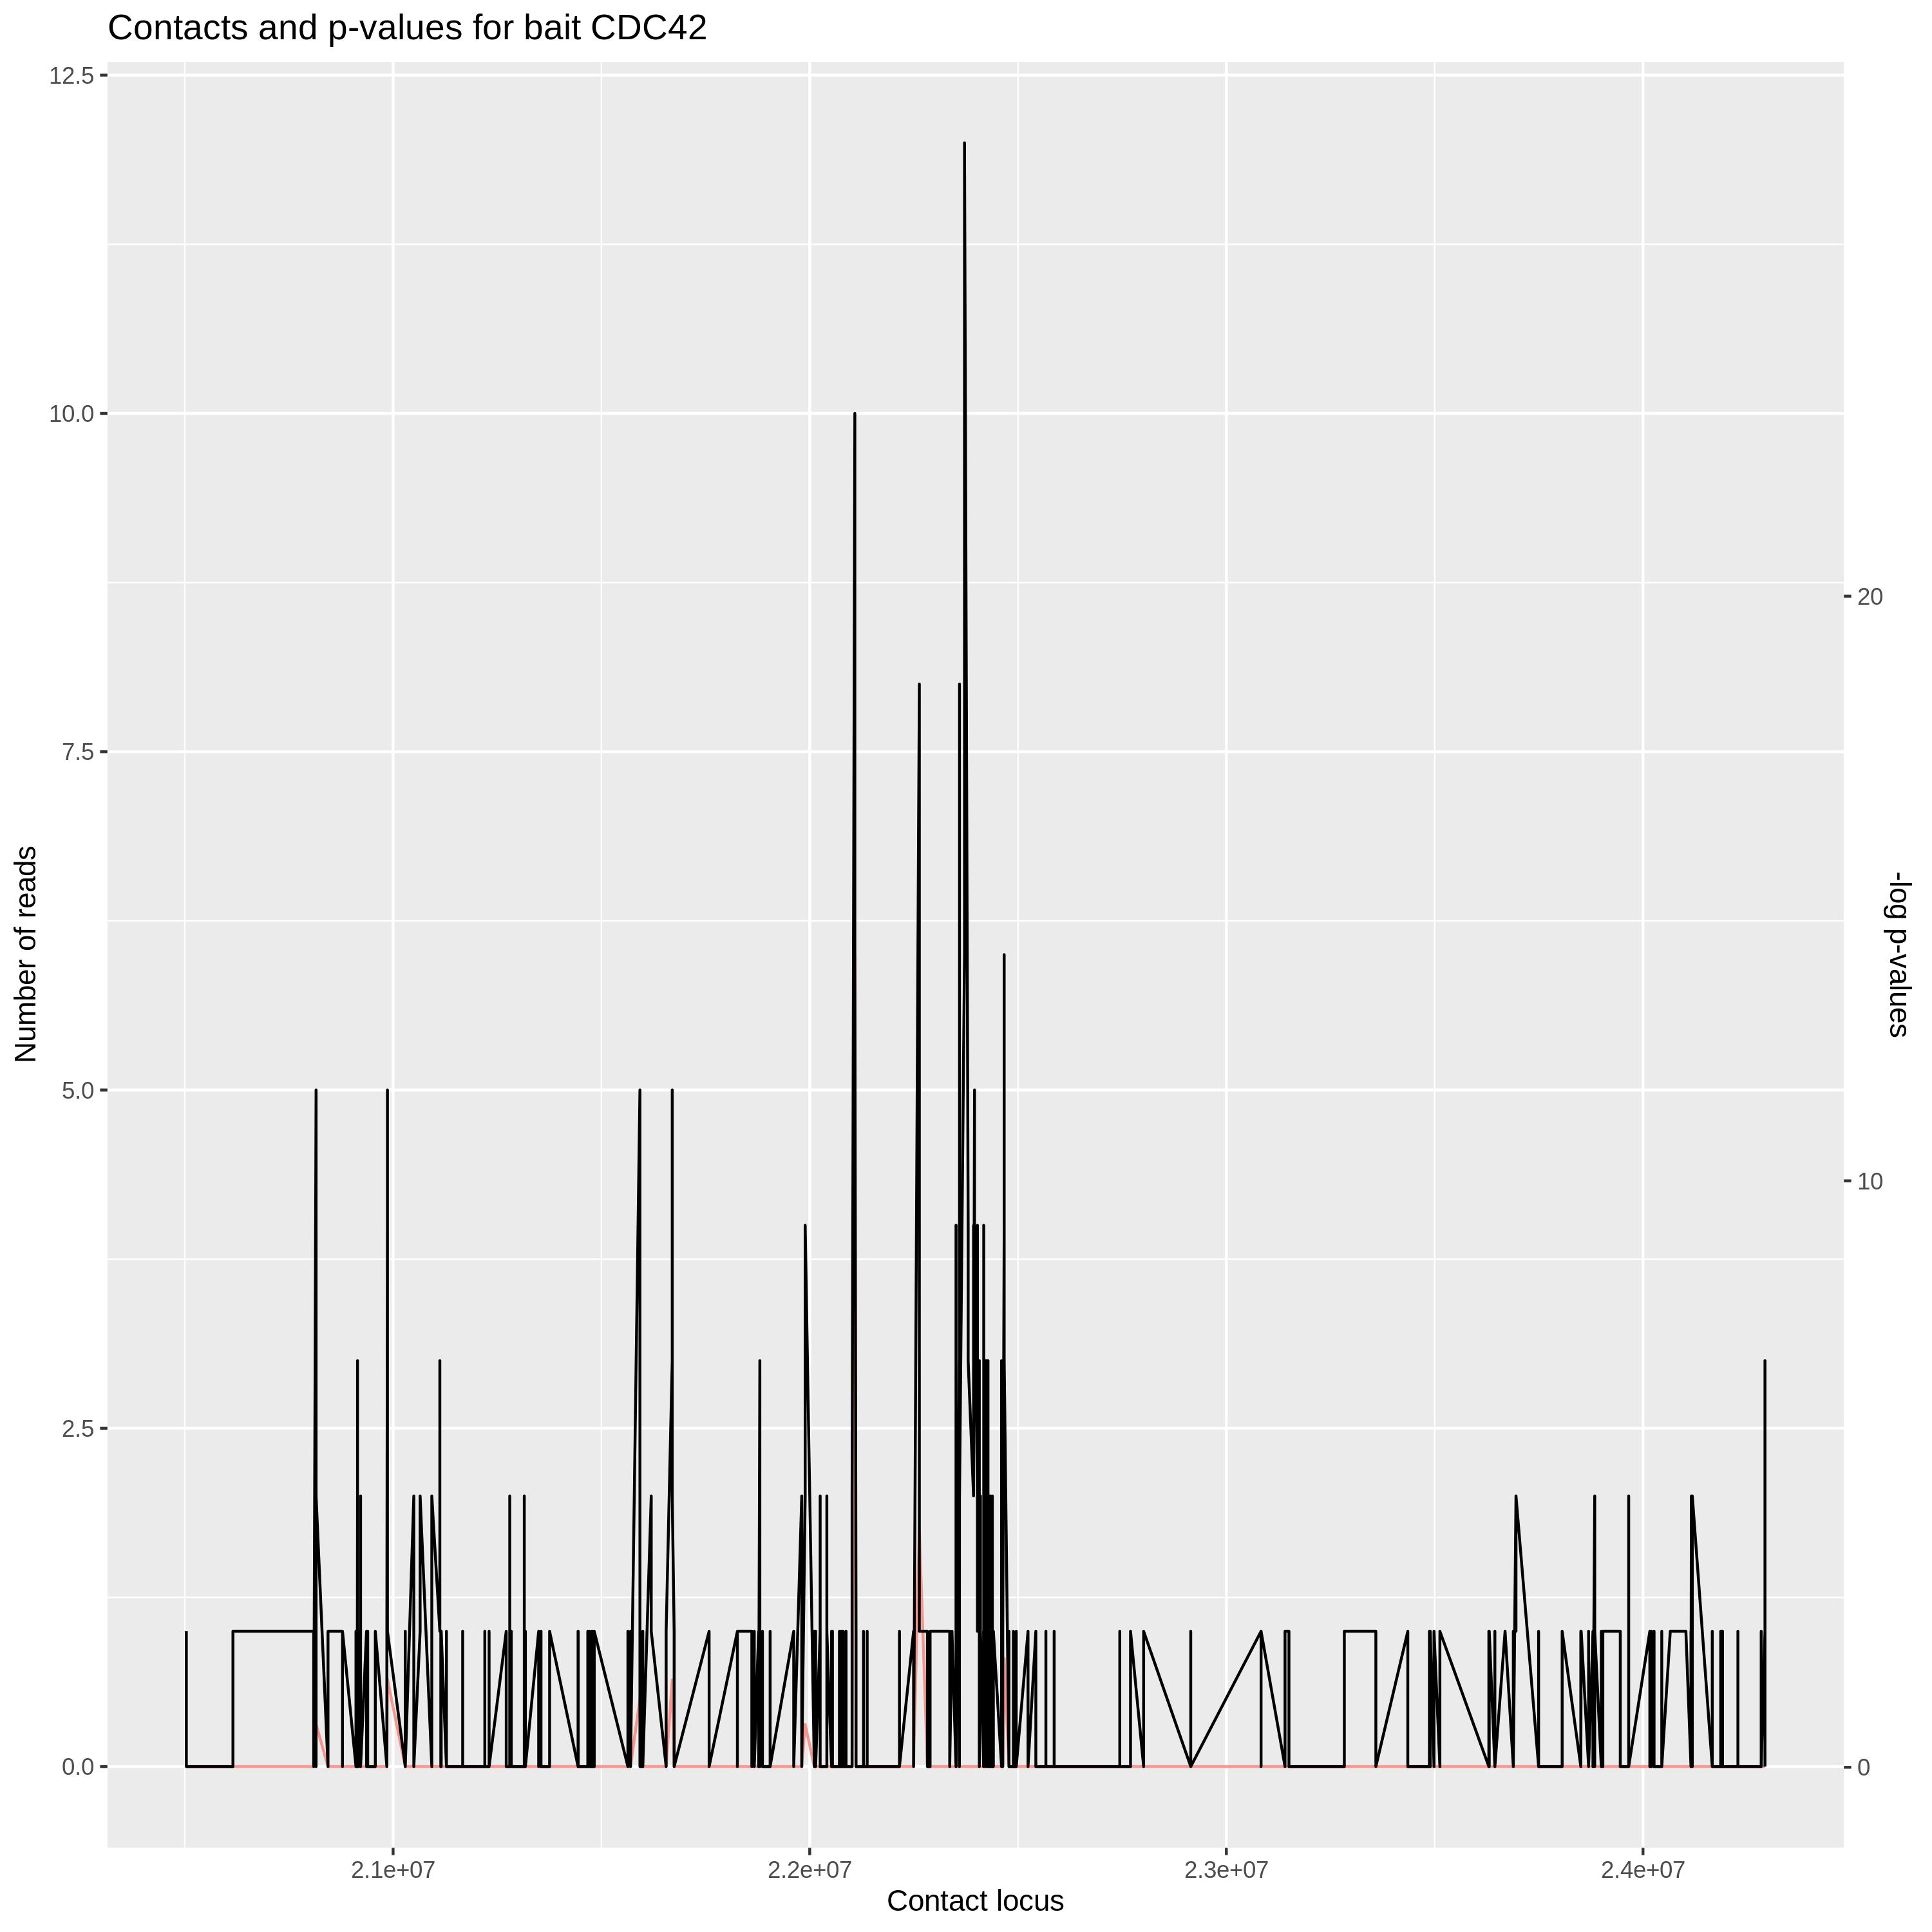 Contacts and p-values for bait CDC42
12.5
10.0
7.5
5.0
2.5
0.0
Number of reads
20
10
0
-log p-values
2.1e+07
2.2e+07
2.3e+07
2.4e+07
Contact locus